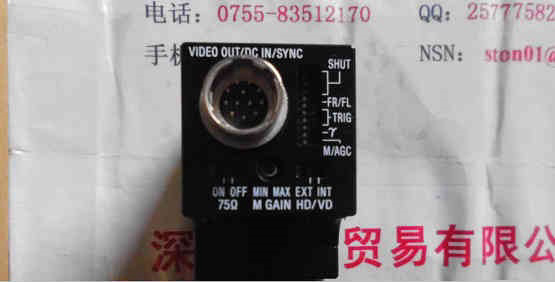 电话：0755-83512170 QQ：25777582
手 NSN：ston01@
VIDEO OUT/DC IN/SYNC
SHUT
FR/FL
TRIG
γ
M/AGC
ON OFF MIN MAX EXT INT
75Ω M GAIN HD/VD
深 贸易有限公